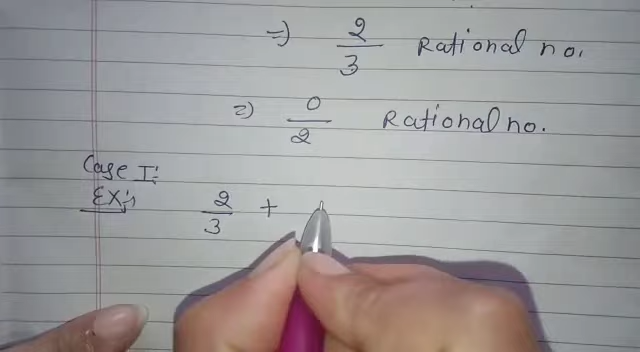 =) 2/3 Rational no.
=) 0/2 Rational no.
Case I:-
EX:- 2/3 +